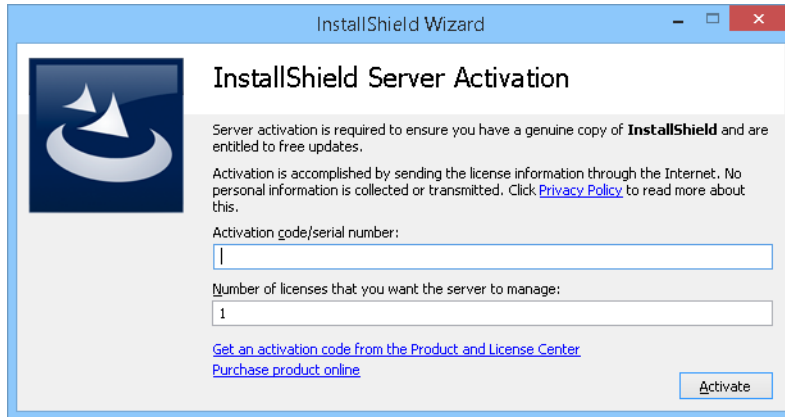 InstallShield Wizard
InstallShield Server Activation
Server activation is required to ensure you have a genuine copy of InstallShield and are
entitled to free updates.
Activation is accomplished by sending the license information through the Internet. No
personal information is collected or transmitted. Click Privacy Policy to read more about
this.
Activation code/serial number:
Number of licenses that you want the server to manage:
1
Get an activation code from the Product and License Center
Purchase product online
Activate